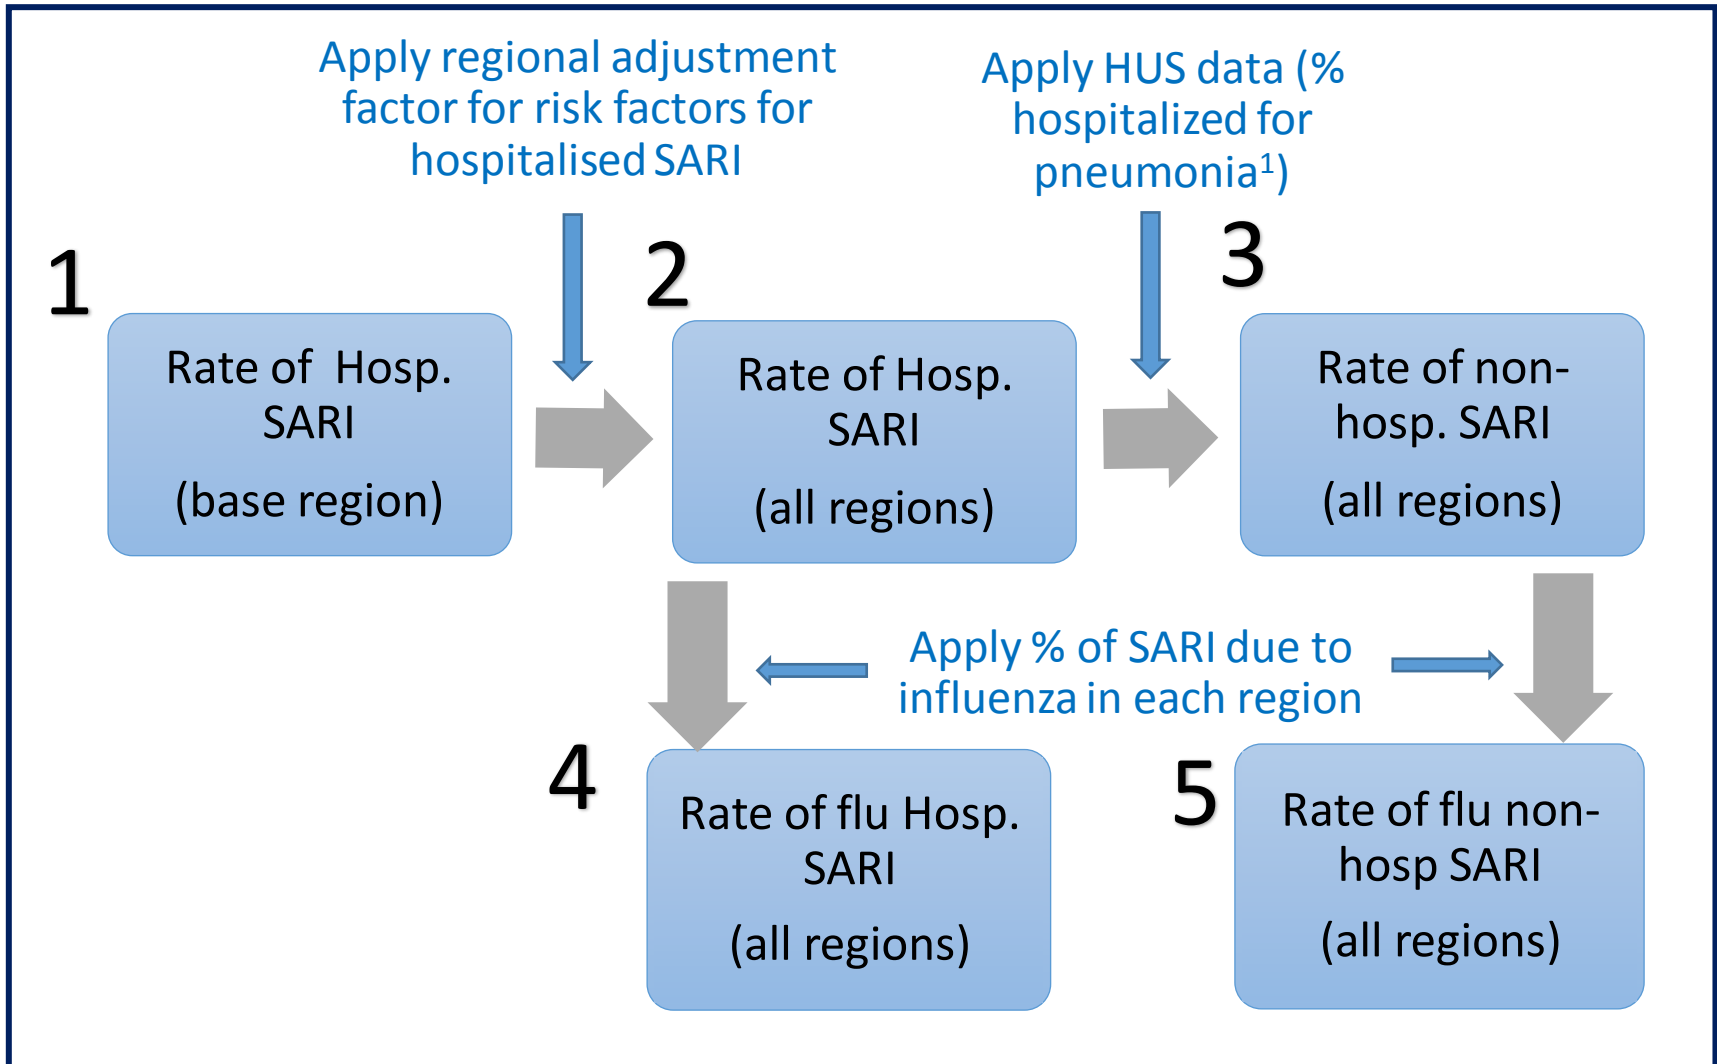 Apply regional adjustment
factor for risk factors for
hospitalised SARI
Apply HUS data (%
hospitalized for
pneumonia¹)
1
Rate of Hosp.
SARI
(base region)
2
Rate of Hosp.
SARI
(all regions)
3
Rate of non-
hosp. SARI
(all regions)
Apply % of SARI due to
influenza in each region
4
Rate of flu Hosp.
SARI
(all regions)
5
Rate of flu non-
hosp SARI
(all regions)